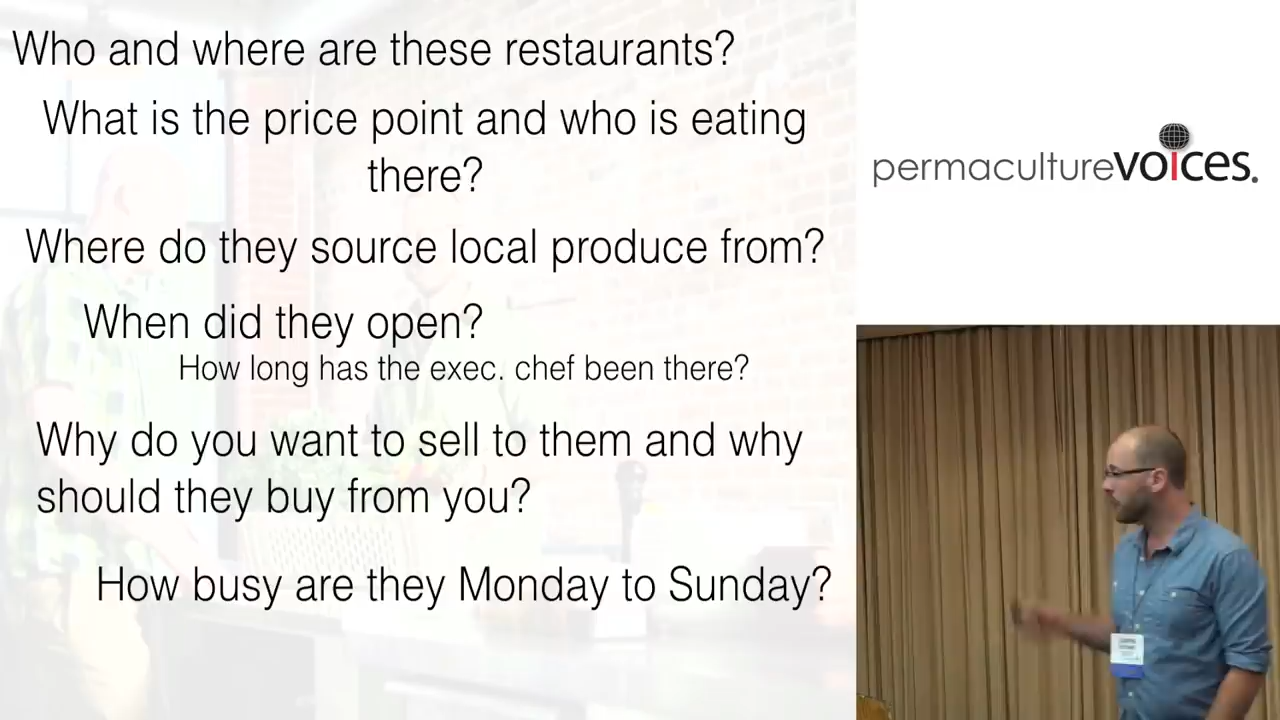 Who and where are these restaurants?
What is the price point and who is eating
there?
Where do they source local produce from?
When did they open?
How long has the exec. chef been there?
Why do you want to sell to them and why
should they buy from you?
How busy are they Monday to Sunday?
permaculturevoices.